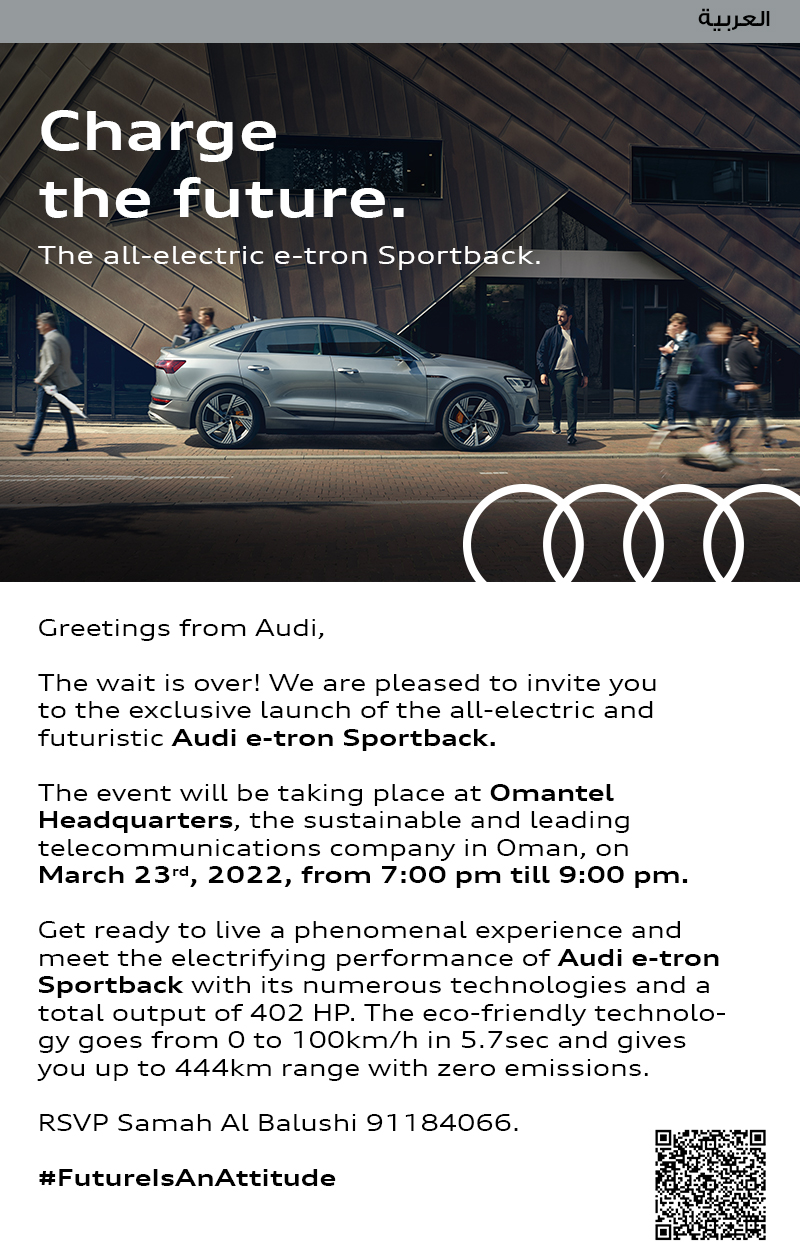 العربية
Charge
the future.
The all-electric e-tron Sportback.
Greetings from Audi,
The wait is over! We are pleased to invite you
to the exclusive launch of the all-electric and
futuristic Audi e-tron Sportback.
The event will be taking place at Omantel
Headquarters, the sustainable and leading
telecommunications company in Oman, on
March 23rd, 2022, from 7:00 pm till 9:00 pm.
Get ready to live a phenomenal experience and
meet the electrifying performance of Audi e-tron
Sportback with its numerous technologies and a
total output of 402 HP. The eco-friendly technolo-
gy goes from 0 to 100km/h in 5.7sec and gives
you up to 444km range with zero emissions.
RSVP Samah Al Balushi 91184066.
#FutureIsAnAttitude